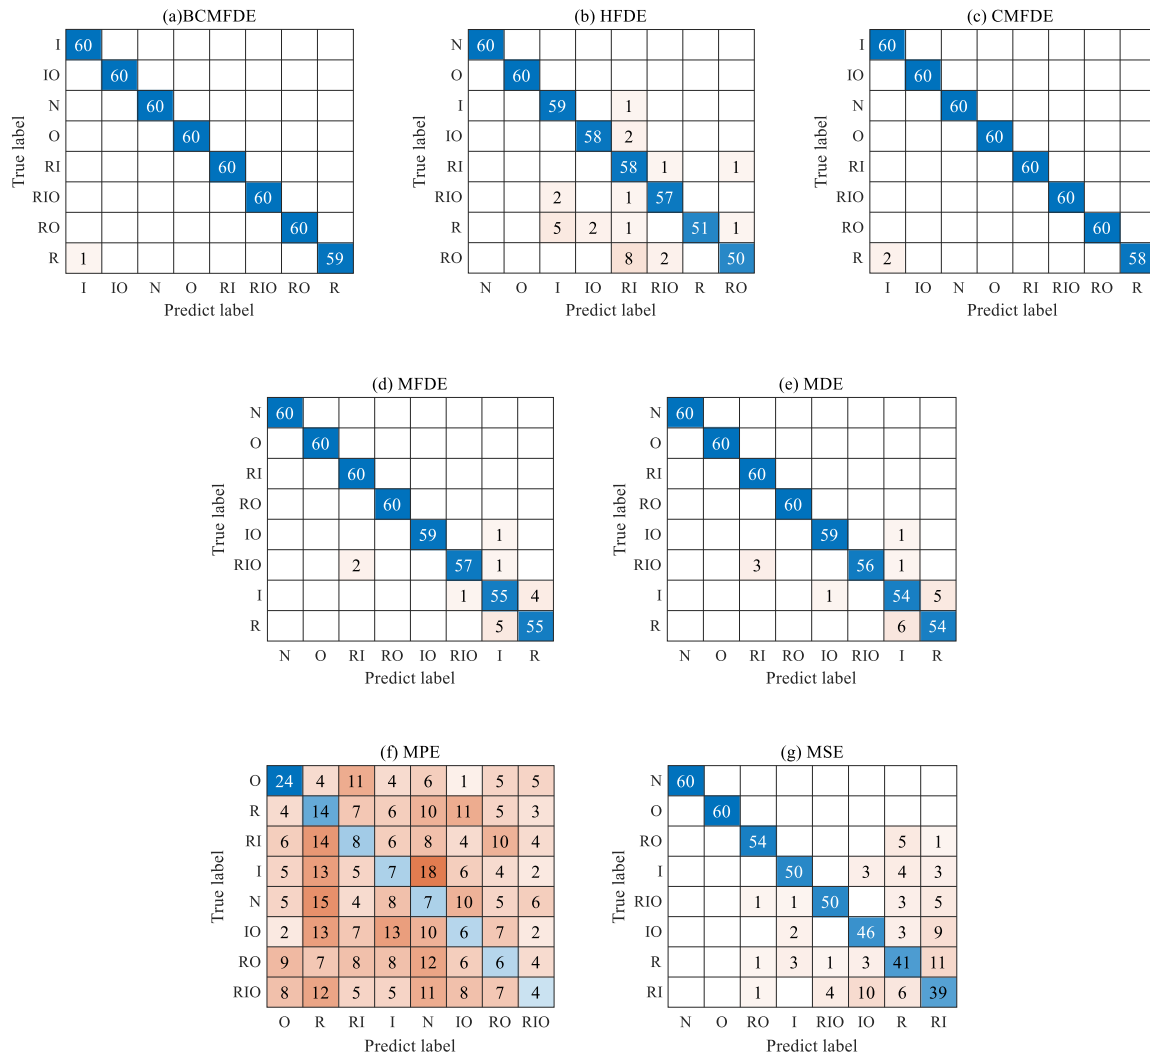 (a)BCMFDE
I 60
IO 60
N 60
O 60
RI 60
RIO 60
RO 60
R 1 59
I IO N O RI RIO RO R
Predict label
True label
(b) HFDE
N 60
O 60
I 59 1
IO 58 2
RI 58 1 1
RIO 2 1 57
R 5 2 1 51 1
RO 8 2 50
N O I IO RI RIO R RO
Predict label
True label
(c) CMFDE
I 60
IO 60
N 60
O 60
RI 60
RIO 60
RO 60
R 2 58
I IO N O RI RIO RO R
Predict label
True label
(d) MFDE
N 60
O 60
RI 60
RO 60
IO 59 1
RIO 2 57 1
I 1 55 4
R 5 55
N O RI RO IO RIO I R
Predict label
True label
(e) MDE
N 60
O 60
RI 60
RO 60
IO 59 1
RIO 3 56 1
I 1 54 5
R 6 54
N O RI RO IO RIO I R
Predict label
True label
(f) MPE
O 24 4 11 4 6 1 5 5
R 4 14 7 6 10 11 5 3
RI 6 14 8 6 8 4 10 4
I 5 13 5 7 18 6 4 2
N 5 15 4 8 7 10 5 6
IO 2 13 7 13 10 6 7 2
RO 9 7 8 8 12 6 6 4
RIO 8 12 5 5 11 8 7 4
O R RI I N IO RO RIO
Predict label
True label
(g) MSE
N 60
O 60
RO 54 5 1
I 50 3 4 3
RIO 1 1 50 3 5
IO 2 46 3 9
R 1 3 1 3 41 11
RI 1 4 10 6 39
N O RO I RIO IO R RI
Predict label
True label